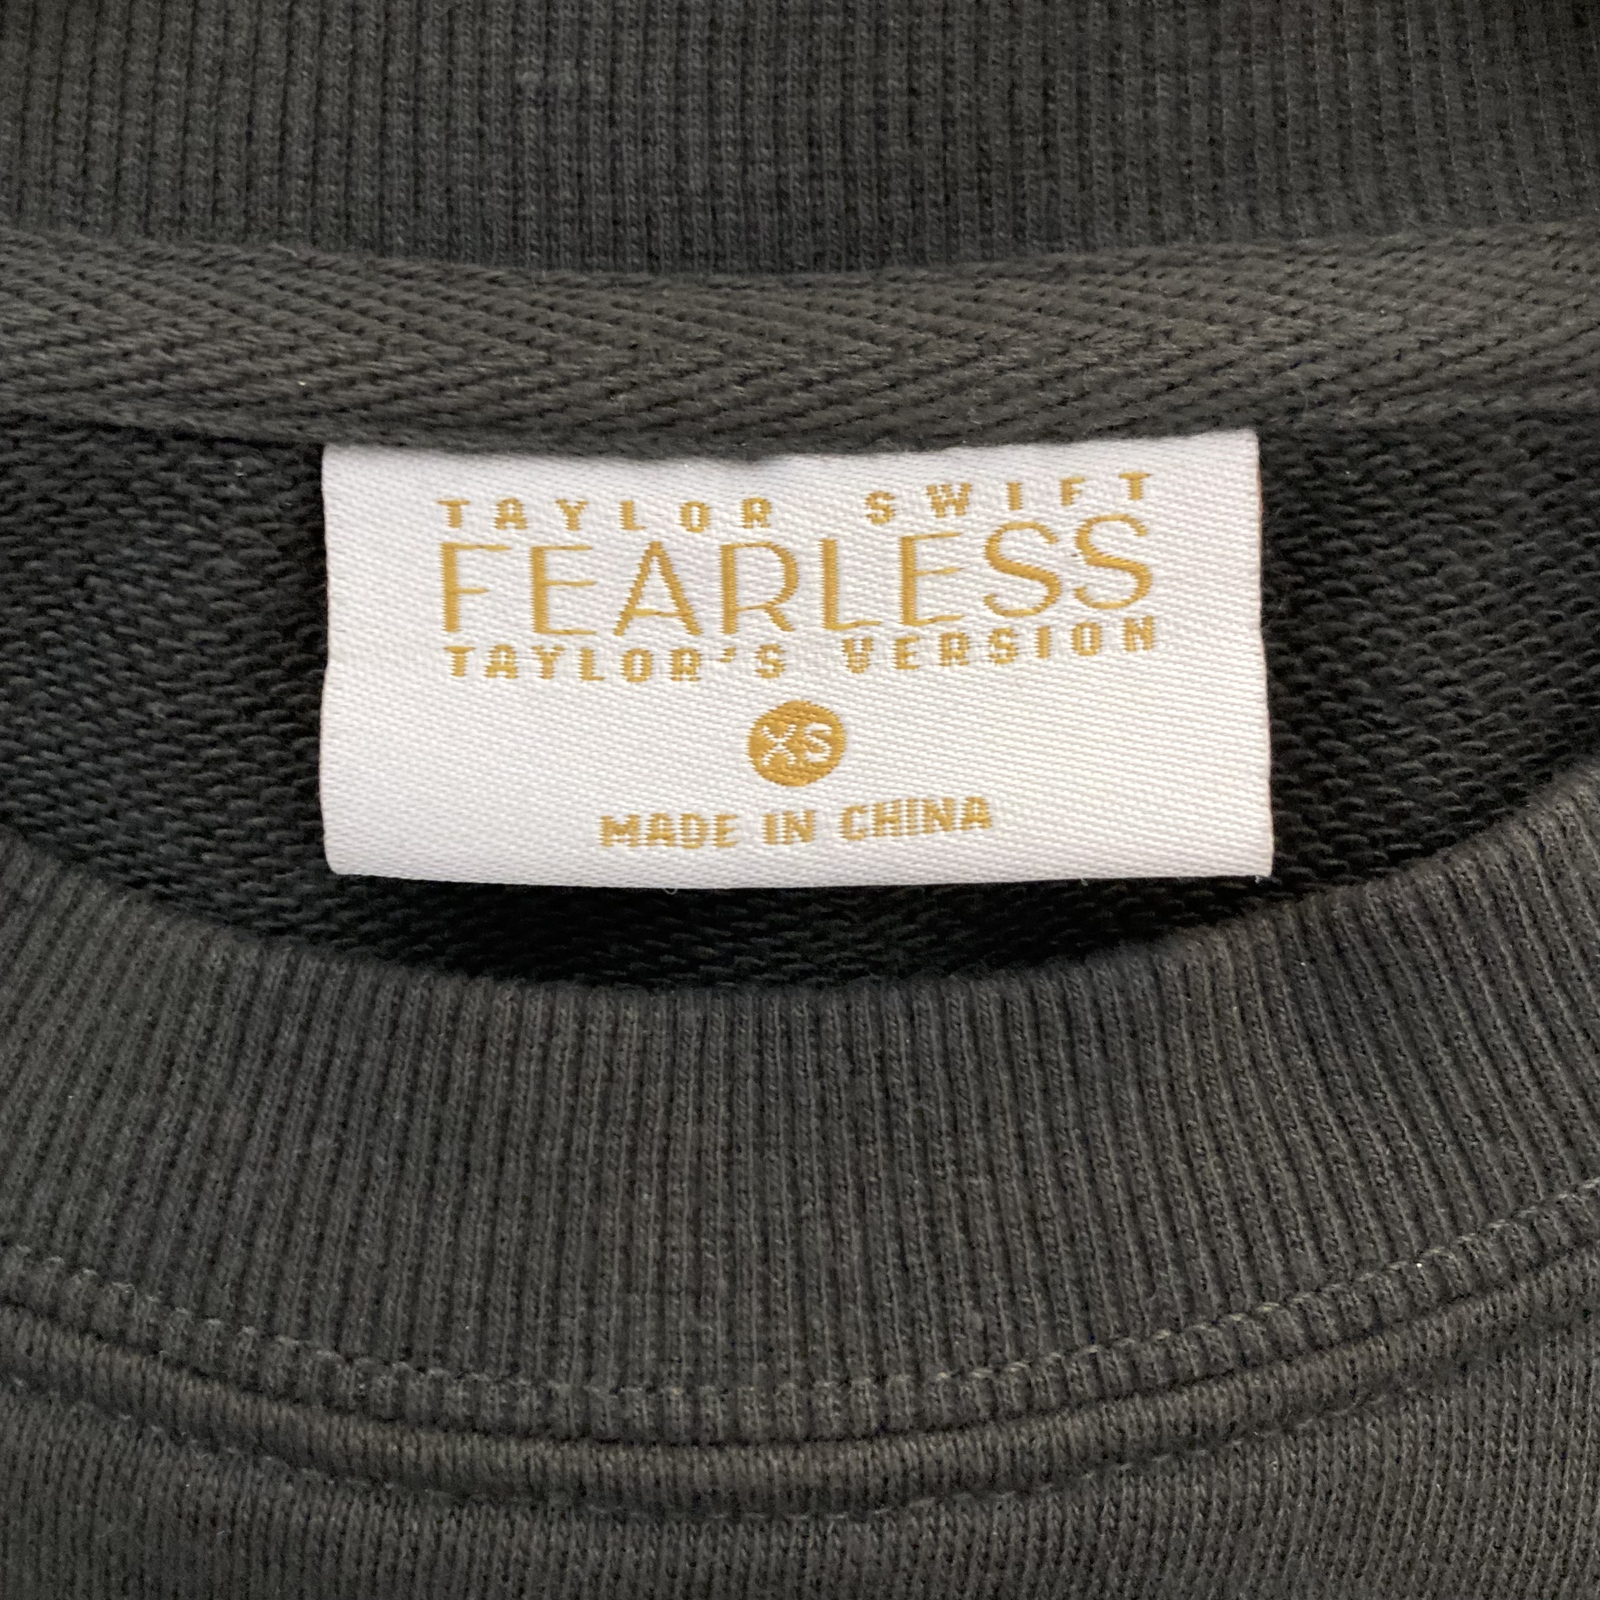 TAYLOR SWIFT
FEARLESS
TAYLOR'S VERSION
XS
MADE IN CHINA